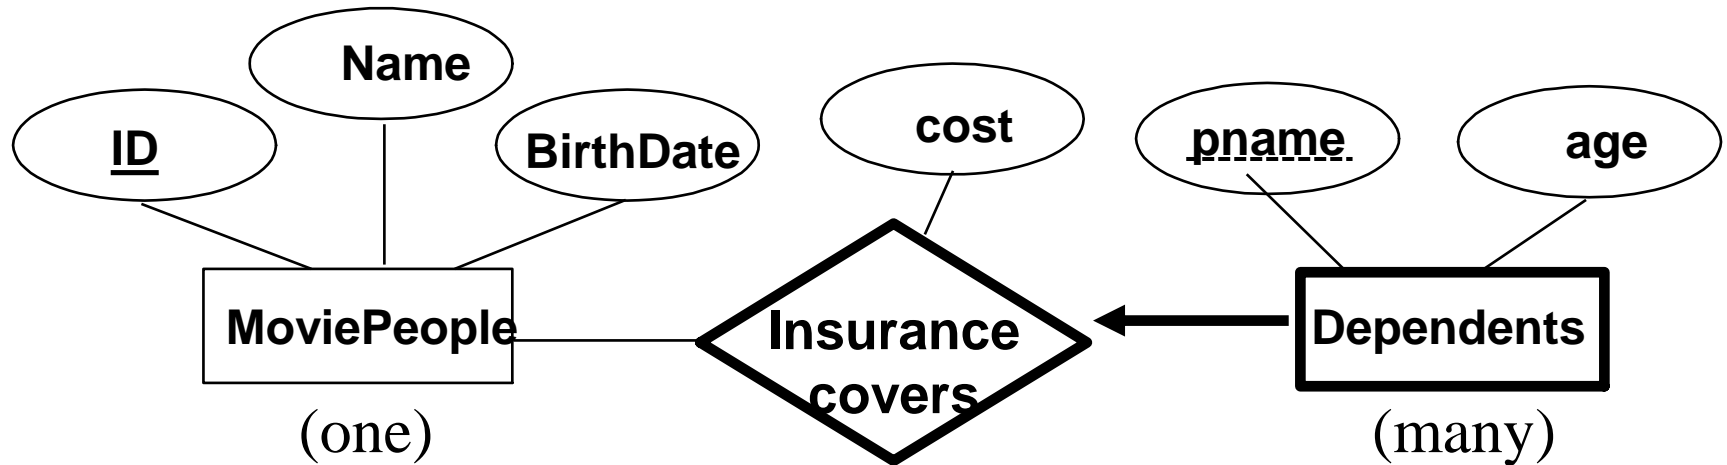 Name
ID
BirthDate
cost
pname
age
MoviePeople
Insurance
covers
Dependents
(one)
(many)